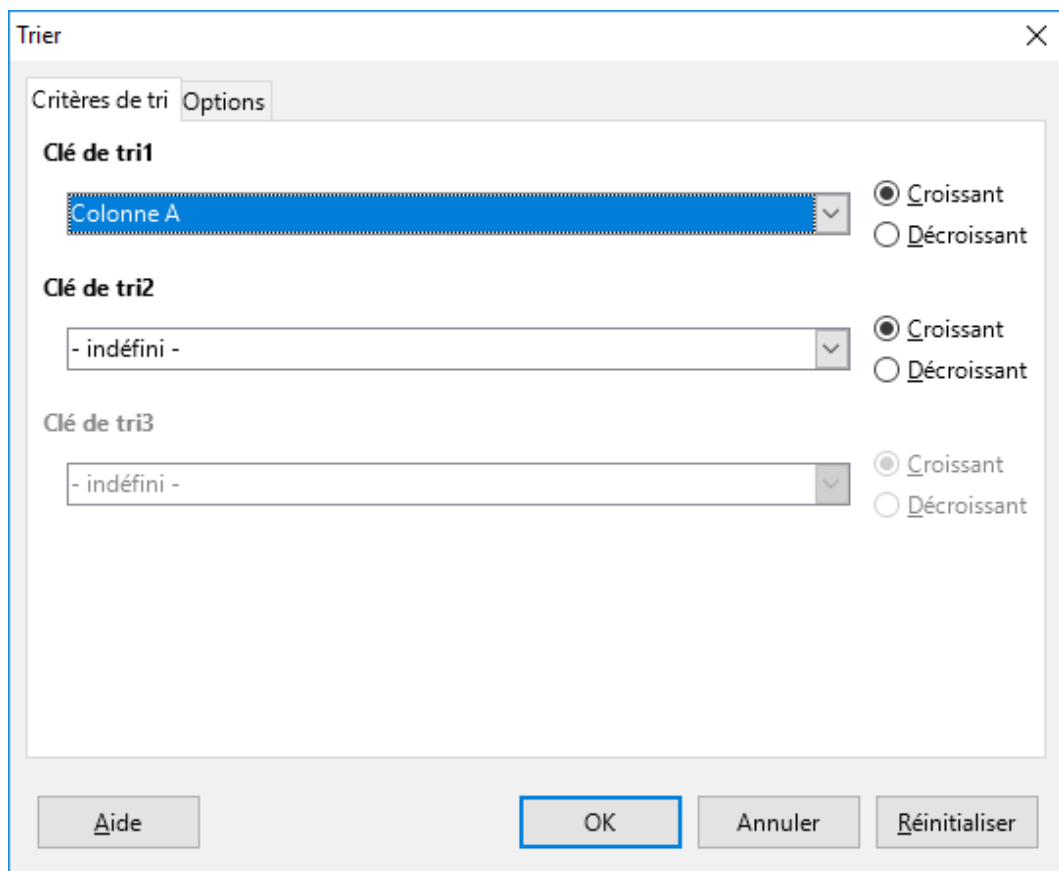 Trier
Critères de tri Options
Clé de tri1
Colonne A
Croissant
Décroissant
Clé de tri2
- indéfini -
Croissant
Décroissant
Clé de tri3
- indéfini -
Croissant
Décroissant
Aide OK Annuler Réinitialiser